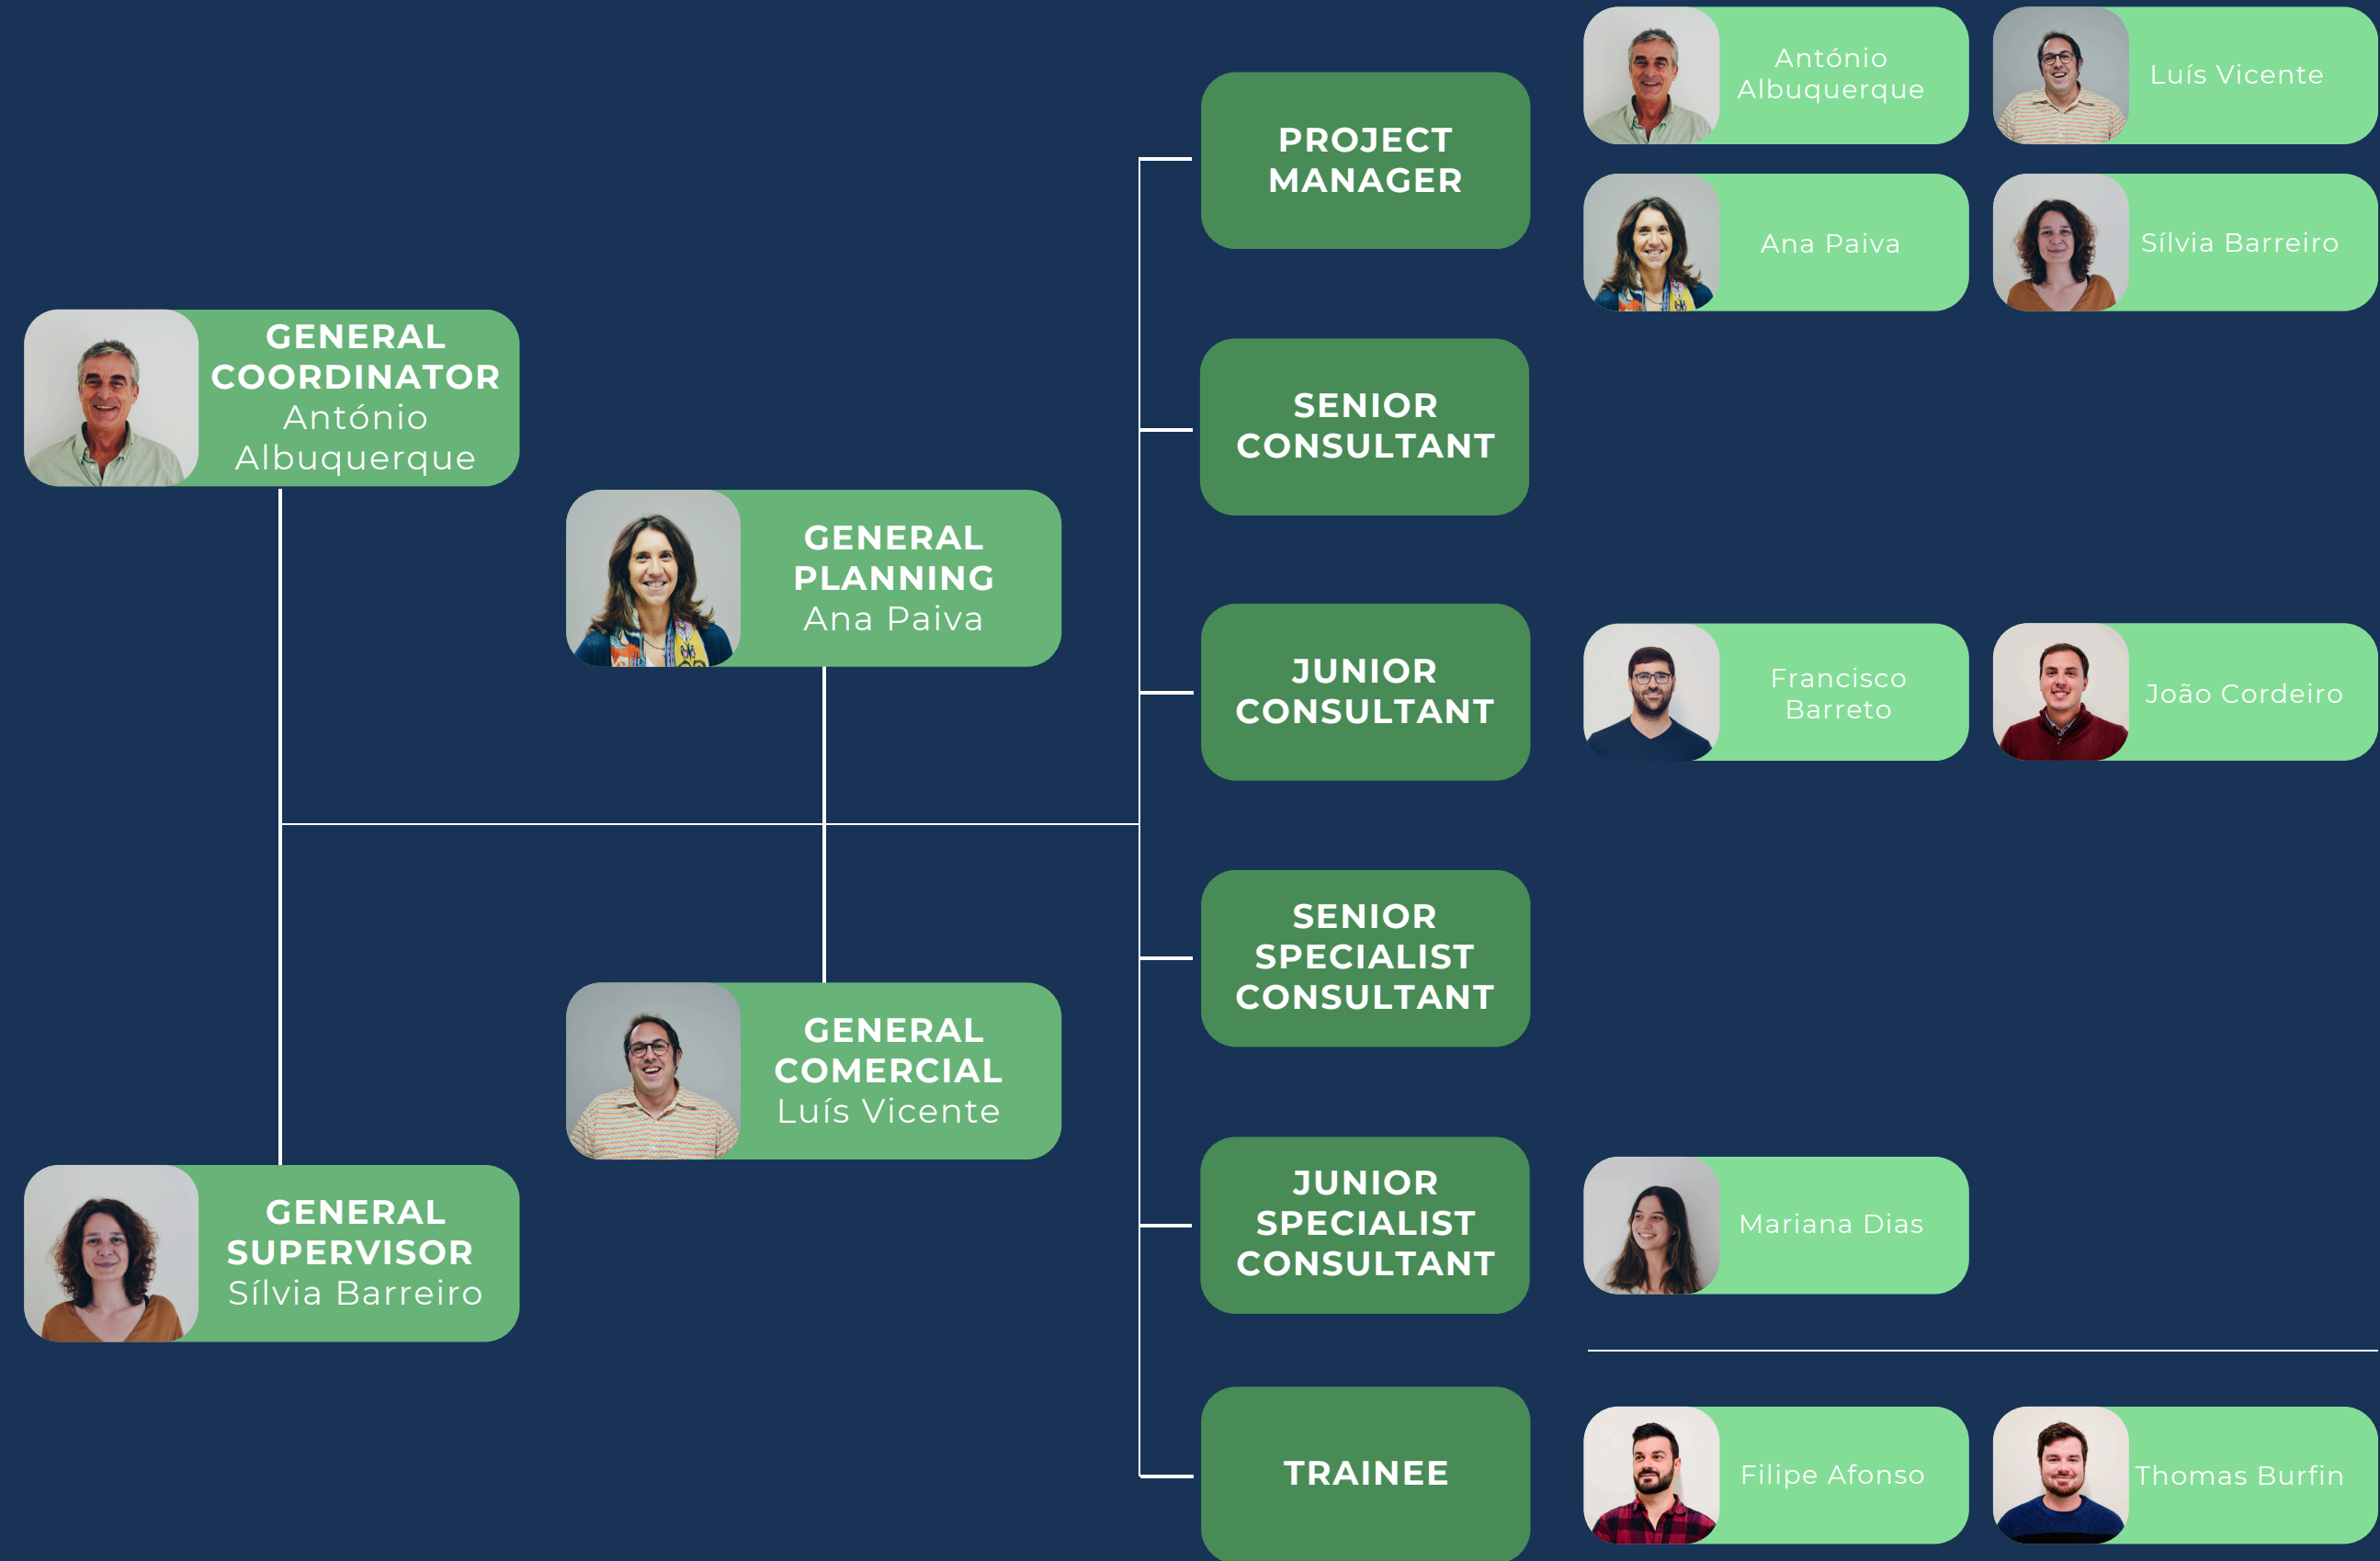 GENERAL
COORDINATOR
António
Albuquerque
GENERAL
PLANNING
Ana Paiva
GENERAL
COMERCIAL
Luís Vicente
GENERAL
SUPERVISOR
Sílvia Barreiro
PROJECT
MANAGER
António
Albuquerque
Luís Vicente
Ana Paiva
Sílvia Barreiro
SENIOR
CONSULTANT
JUNIOR
CONSULTANT
Francisco
Barreto
João Cordeiro
SENIOR
SPECIALIST
CONSULTANT
JUNIOR
SPECIALIST
CONSULTANT
Mariana Dias
TRAINEE
Filipe Afonso
Thomas Burfin